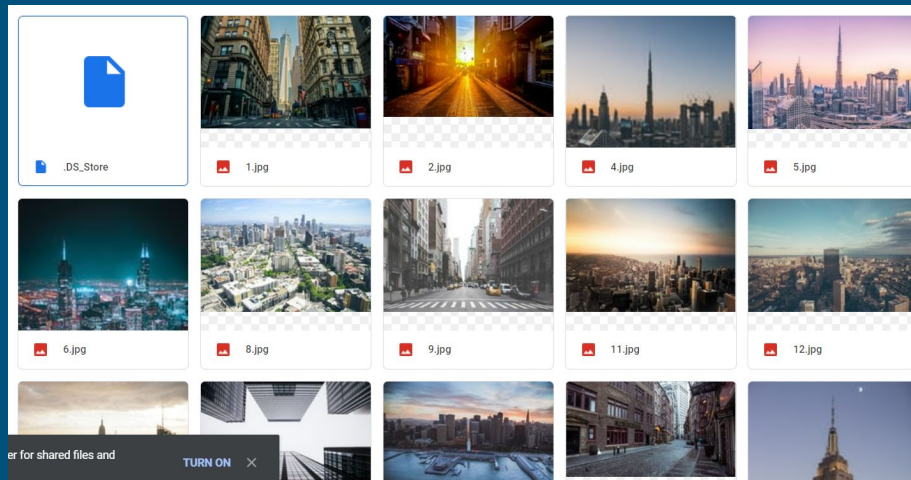 .DS_Store
1.jpg
2.jpg
4.jpg
5.jpg
6.jpg
8.jpg
9.jpg
11.jpg
12.jpg
er for shared files and
TURN ON